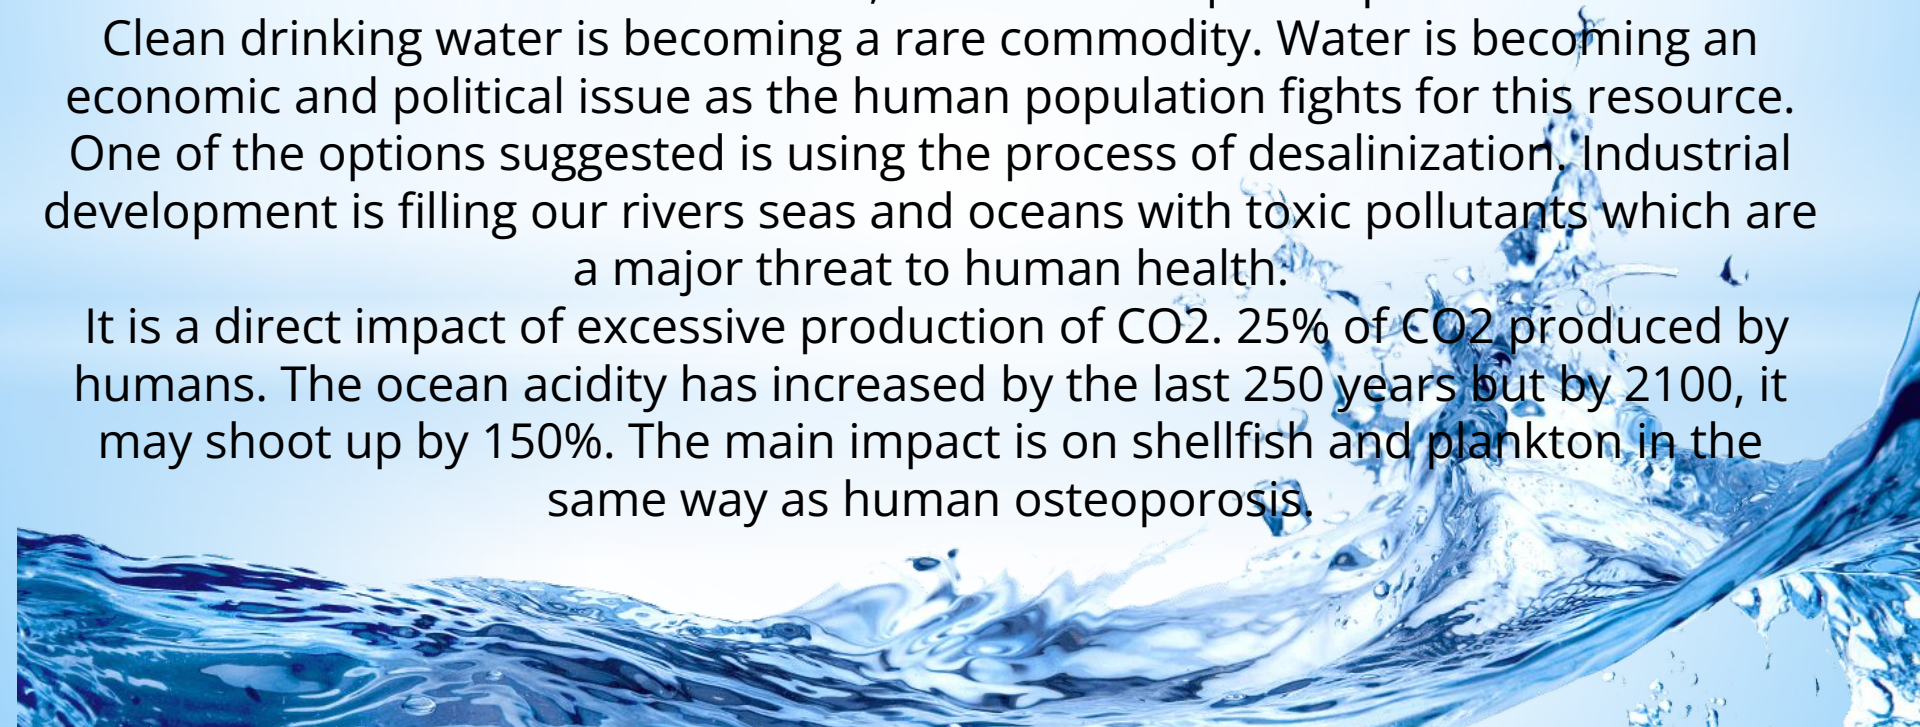 Clean drinking water is becoming a rare commodity. Water is becoming an
economic and political issue as the human population fights for this resource.
One of the options suggested is using the process of desalinization. Industrial
development is filling our rivers seas and oceans with toxic pollutants which are
a major threat to human health.
It is a direct impact of excessive production of CO2. 25% of CO2 produced by
humans. The ocean acidity has increased by the last 250 years but by 2100, it
may shoot up by 150%. The main impact is on shellfish and plankton in the
same way as human osteoporosis.